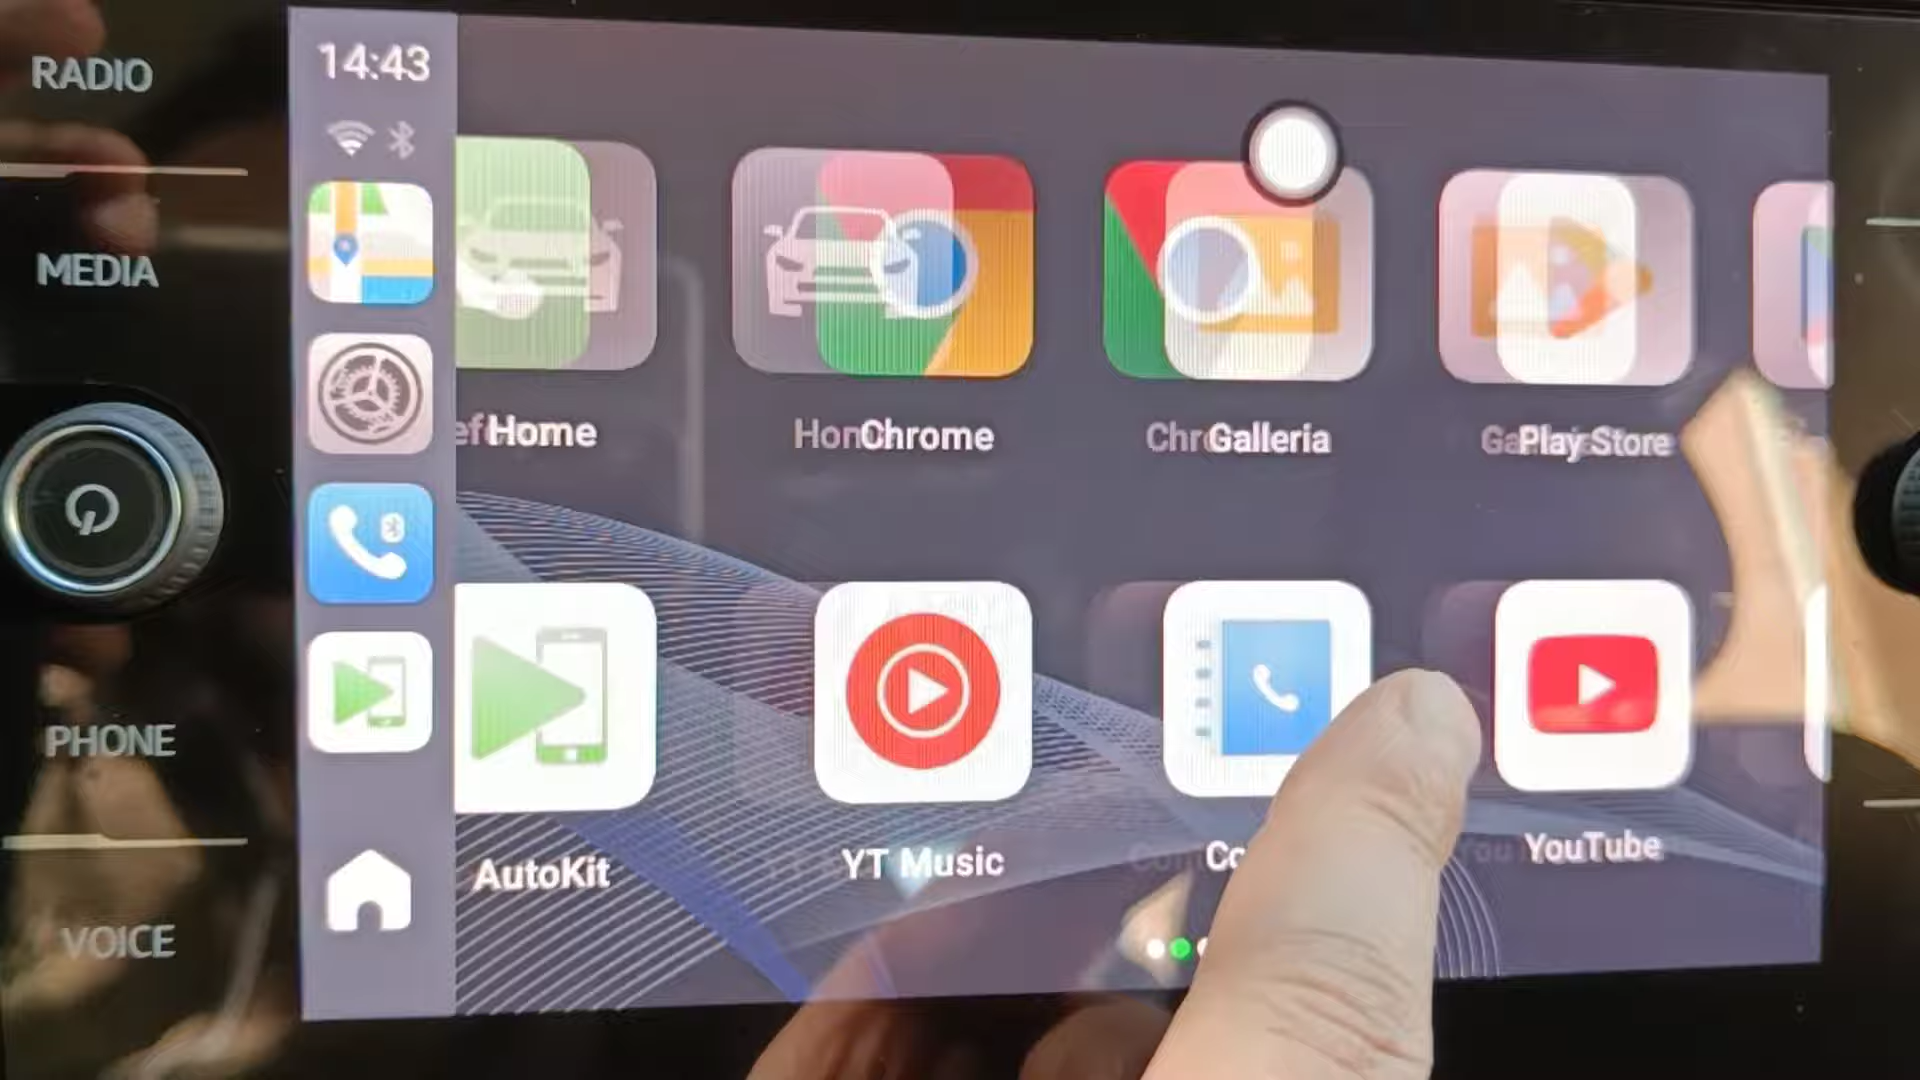 RADIO
MEDIA
PHONE
VOICE
14:43
Home
Chrome
Galleria
Play Store
AutoKit
YT Music
YouTube